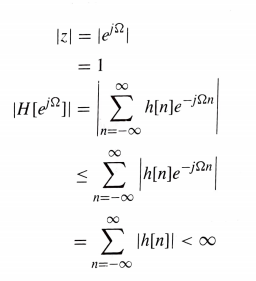 |z| = |e^{jΩ}|
= 1
|H[e^{jΩ}]| = |∑_{n=-∞}^{∞} h[n]e^{-jΩn}|
≤ ∑_{n=-∞}^{∞} |h[n]e^{-jΩn}|
= ∑_{n=-∞}^{∞} |h[n]| < ∞